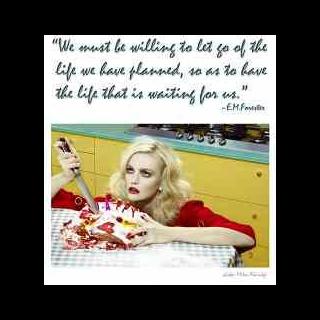 “We must be willing to let go of the
life we have planned, so as to have
the life that is waiting for us.”
~E.M.Forester